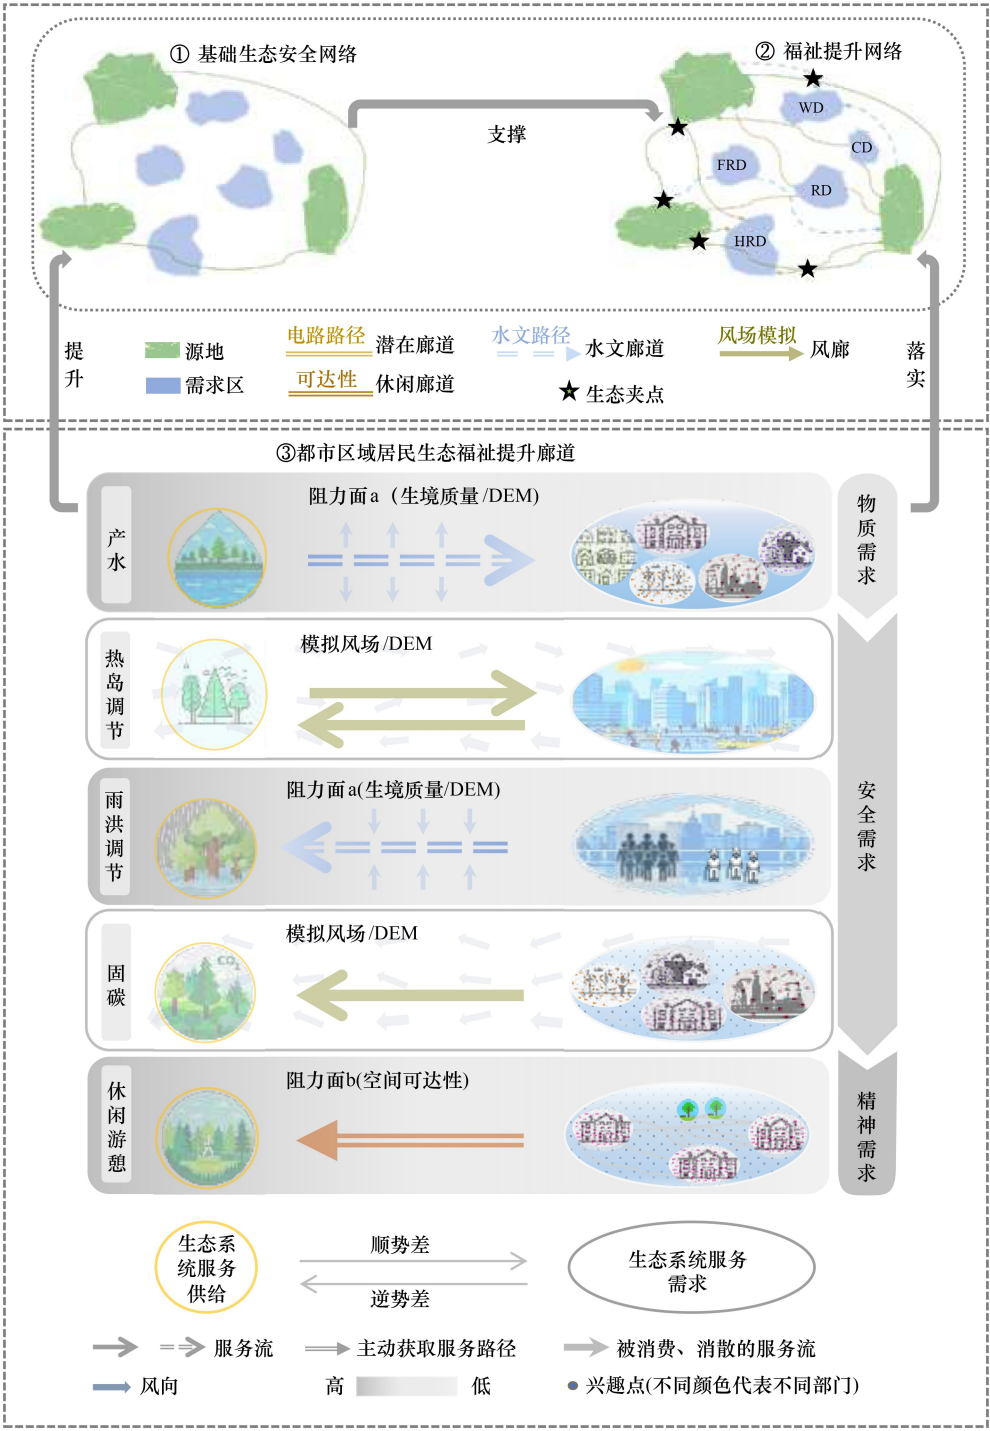 ① 基础生态安全网络
② 福祉提升网络
支撑
WD
CD
FRD
RD
HRD
提升
落实
源地
需求区
电路路径
潜在廊道
可达性
休闲廊道
水文路径
水文廊道
生态夹点
风场模拟
风廊
③都市区域居民生态福祉提升廊道
产水
阻力面a（生境质量/DEM)
物质需求
热岛调节
模拟风场/DEM
安全需求
雨洪调节
阻力面a(生境质量/DEM)
固碳
模拟风场/DEM
CO₂
休闲游憩
阻力面b(空间可达性)
精神需求
生态系
统服务
供给
顺势差
逆势差
生态系统服务
需求
服务流
主动获取服务路径
被消费、消散的服务流
风向
高
低
兴趣点(不同颜色代表不同部门)